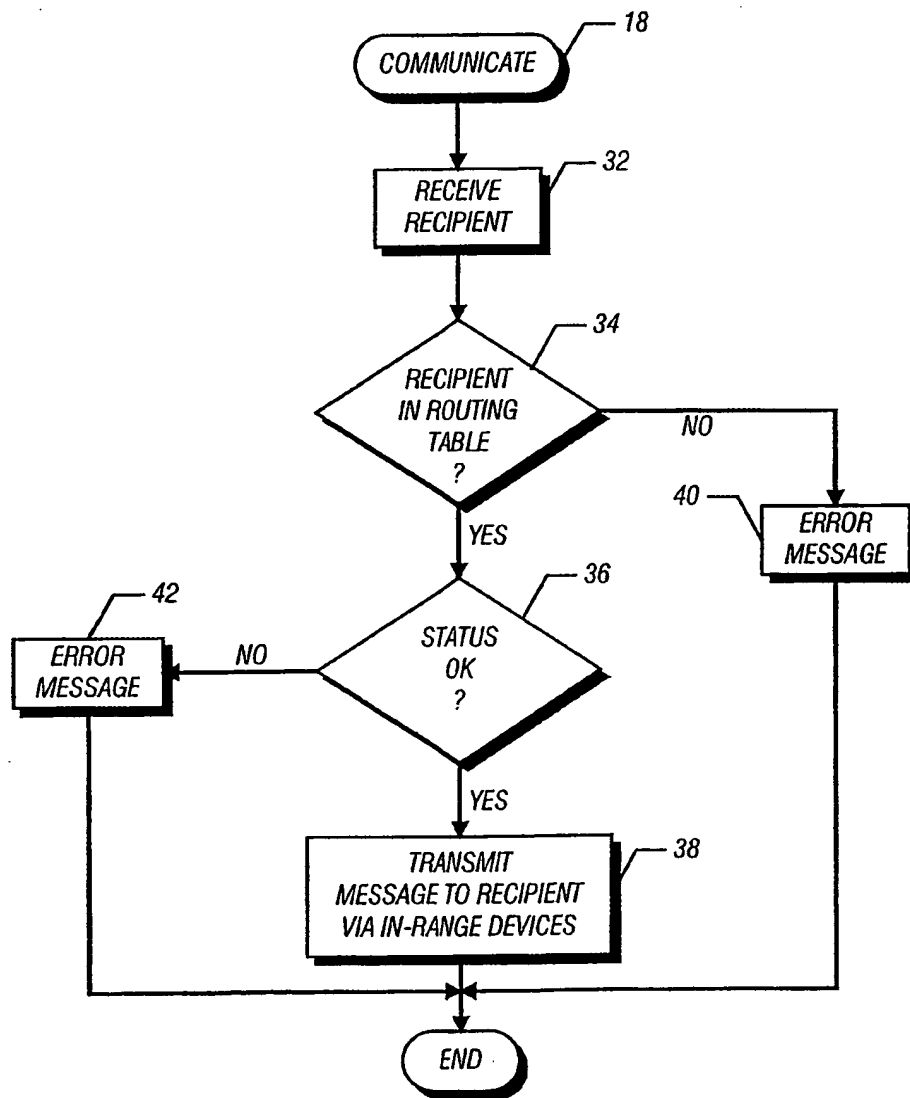 18
COMMUNICATE
32
RECEIVE
RECIPIENT
34
RECIPIENT
IN ROUTING
TABLE
?
NO
40
ERROR
MESSAGE
YES
36
42
STATUS
OK
?
NO
ERROR
MESSAGE
YES
38
TRANSMIT
MESSAGE TO RECIPIENT
VIA IN-RANGE DEVICES
END